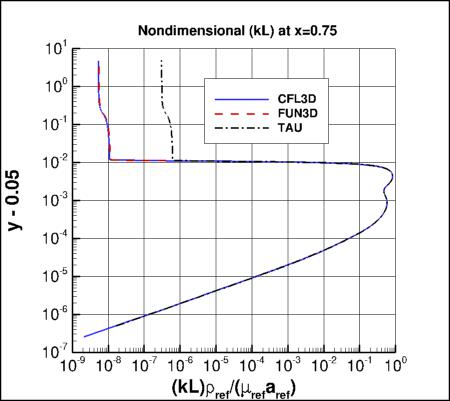 Nondimensional (kL) at x=0.75
10^1
10^0
10^-1
10^-2
10^-3
10^-4
10^-5
10^-6
10^-7
y - 0.05
CFL3D
FUN3D
TAU
10^-9 10^-8 10^-7 10^-6 10^-5 10^-4 10^-3 10^-2 10^-1 10^0
(kL)ρ_ref/(μ_ref a_ref)